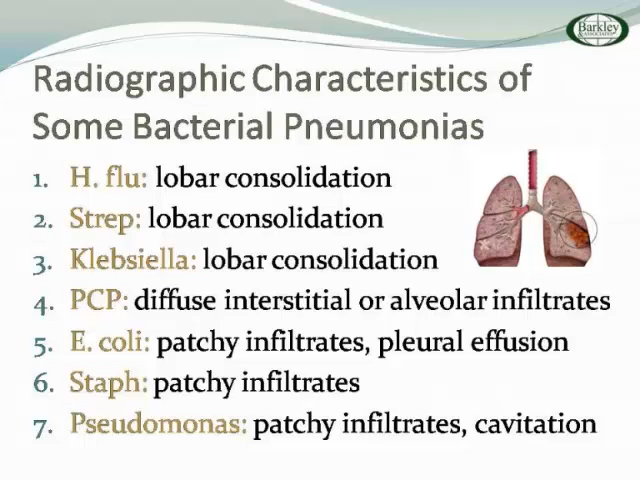 Barkley
& ASSOCIATES
Radiographic Characteristics of
Some Bacterial Pneumonias
1. H. flu: lobar consolidation
2. Strep: lobar consolidation
3. Klebsiella: lobar consolidation
4. PCP: diffuse interstitial or alveolar infiltrates
5. E. coli: patchy infiltrates, pleural effusion
6. Staph: patchy infiltrates
7. Pseudomonas: patchy infiltrates, cavitation